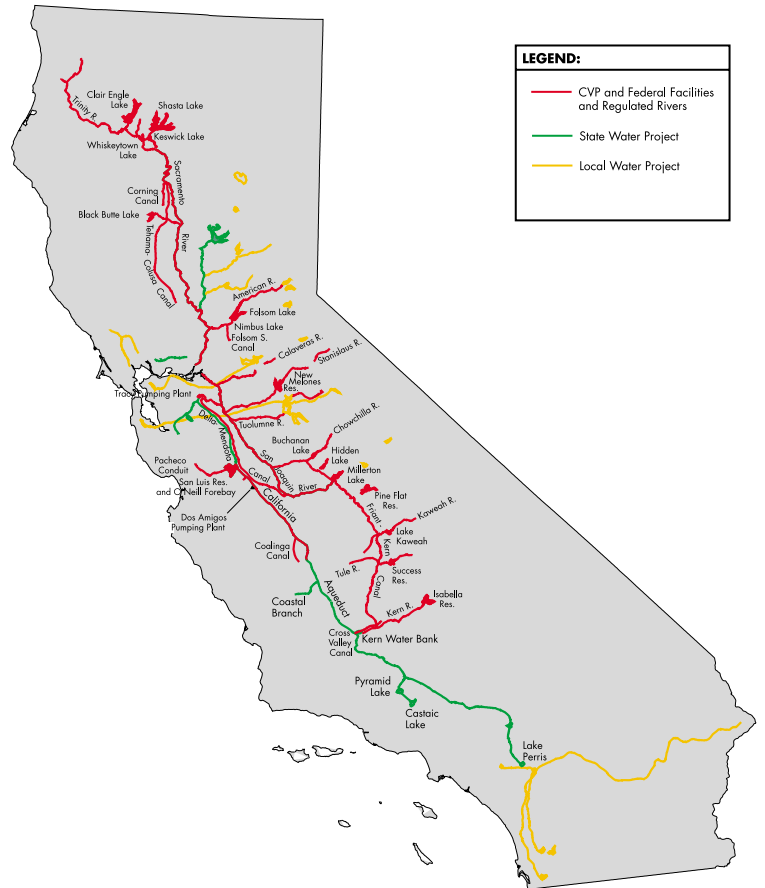 LEGEND:
CVP and Federal Facilities
and Regulated Rivers
State Water Project
Local Water Project
Clair Engle
Lake
Shasta Lake
Trinity R.
Keswick Lake
Whiskeytown
Lake
Sacramento
River
Corning
Canal
Black Butte Lake
Tehama- Colusa Canal
American R.
Folsom Lake
Nimbus Lake
Folsom S.
Canal
Calaveras R.
Stanislaus R.
New
Melones
Res.
Tracy Pumping Plant
Delta- Mendota
Canal
Tuolumne R.
Chowchilla R.
Buchanan
Lake
Hidden
Lake
San Joaquin
River
Millerton
Lake
Pacheco
Conduit
San Luis Res.
and O'Neill Forebay
Pine Flat
Res.
California
Aqueduct
Dos Amigos
Pumping Plant
Friant-
Kern
Canal
Kaweah R.
Lake
Kaweah
Coalinga
Canal
Tule R.
Success
Res.
Coastal
Branch
Isabella
Res.
Kern R.
Cross
Valley
Canal
Kern Water Bank
Pyramid
Lake
Castaic
Lake
Lake
Perris